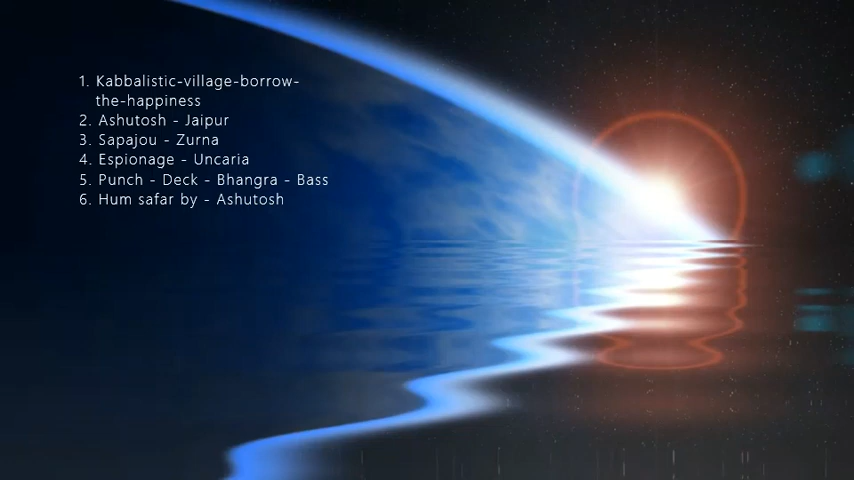 1. Kabbalistic-village-borrow-
the-happiness
2. Ashutosh - Jaipur
3. Sapajou - Zurna
4. Espionage - Uncaria
5. Punch - Deck - Bhangra - Bass
6. Hum safar by - Ashutosh